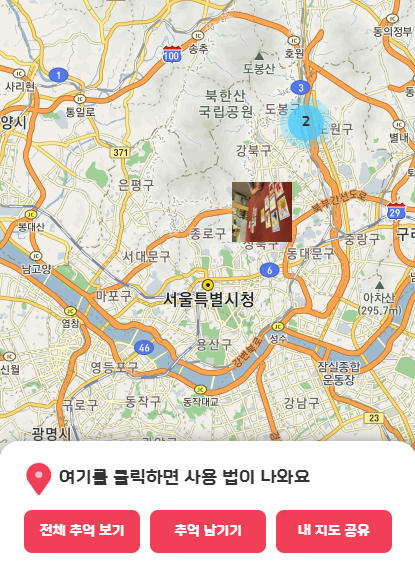 송추
호원
동의정부
100
도봉산
1
사리현
통일로
북한산
국립공원
3
도봉구
2
노원구
양시
별내
371
강북구
은평구
북부간선도로
29
봉대산
종로구
성북구
중랑구
구리
서대문구
동대문구
남고양
6
아차산
(295.7m)
마포구
서울특별시청
염창
46
용산구
강변북로
성수
신월
영등포구
잠실종합
운동장
동작구
동작대교
강남구
구로구
23
광명시
여기를 클릭하면 사용 법이 나와요
전체 추억 보기
추억 남기기
내 지도 공유